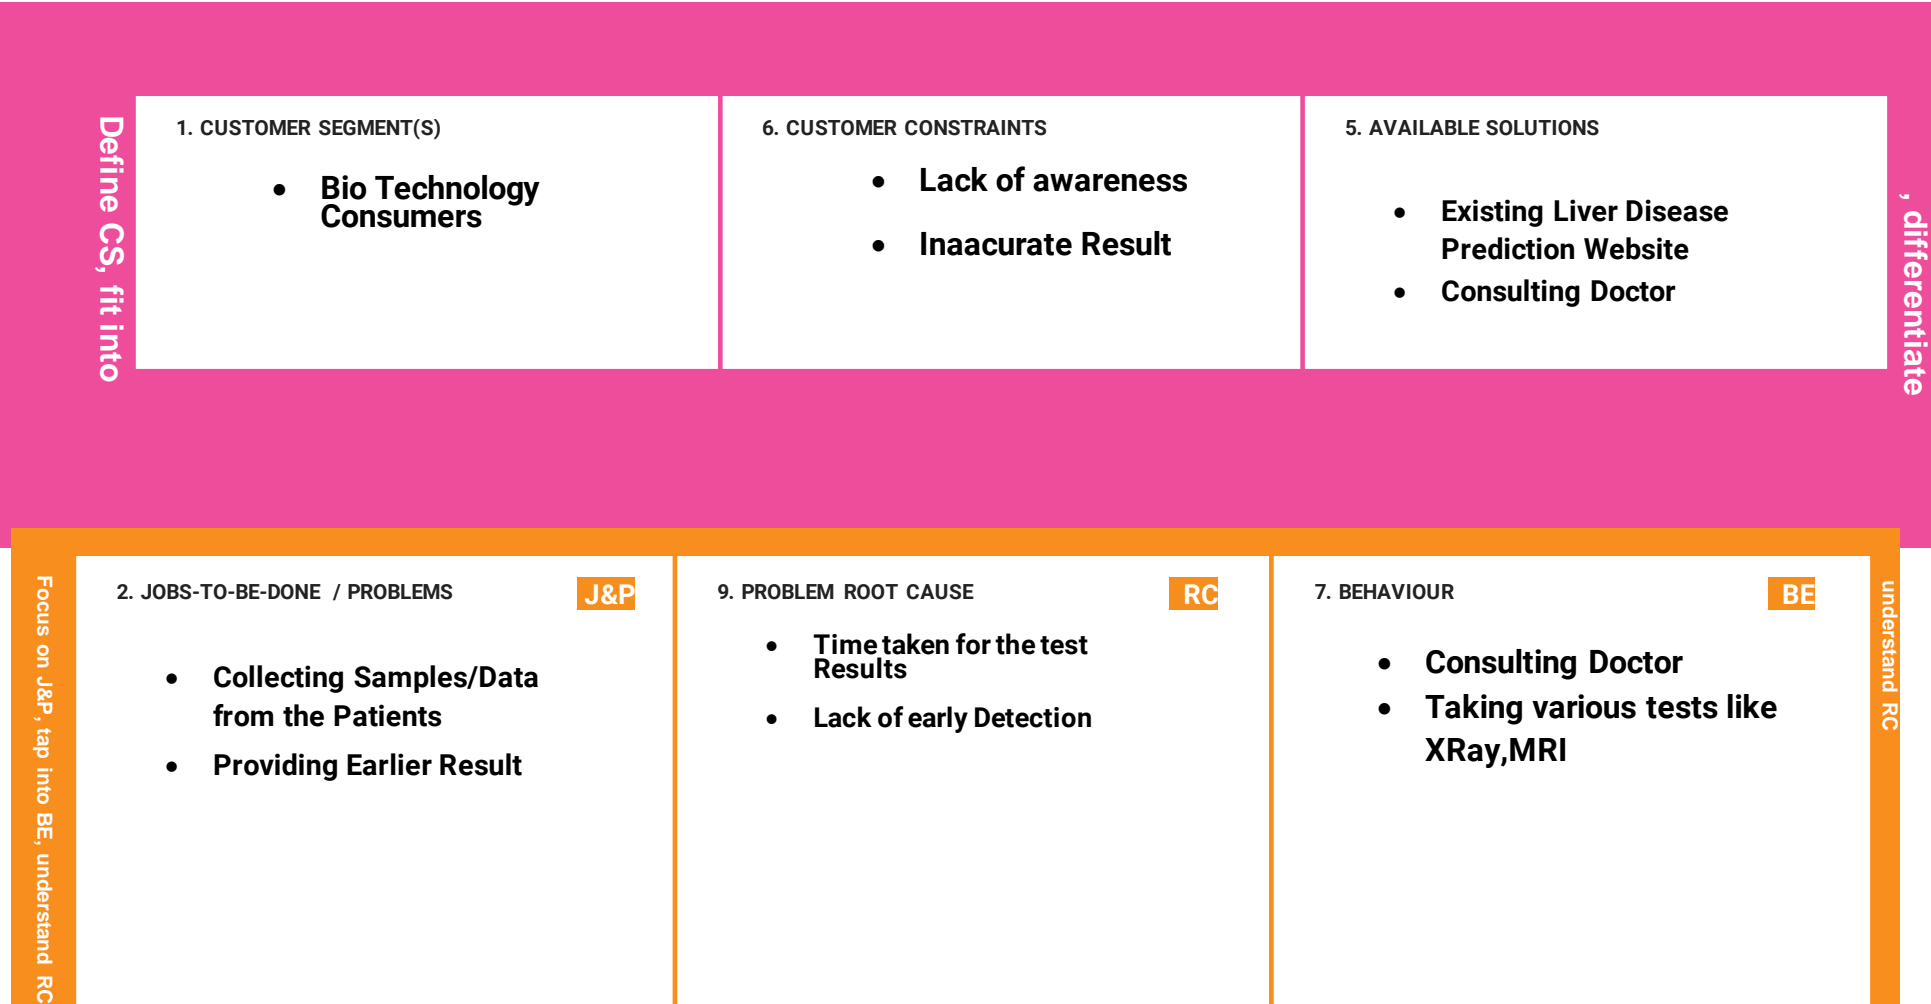 Define CS, fit into
1. CUSTOMER SEGMENT(S)
• Bio Technology
Consumers
6. CUSTOMER CONSTRAINTS
• Lack of awareness
• Inaacurate Result
5. AVAILABLE SOLUTIONS
• Existing Liver Disease
Prediction Website
• Consulting Doctor
, differentiate
Focus on J&P, tap into BE, understand RC
2. JOBS-TO-BE-DONE / PROBLEMS
J&P
• Collecting Samples/Data
from the Patients
• Providing Earlier Result
9. PROBLEM ROOT CAUSE
RC
• Time taken for the test
Results
• Lack of early Detection
7. BEHAVIOUR
BE
• Consulting Doctor
• Taking various tests like
XRay,MRI
understand RC